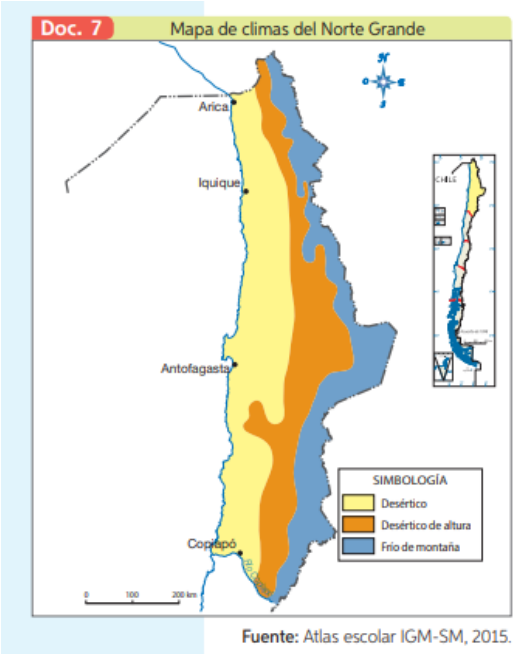 Doc. 7
Mapa de climas del Norte Grande
N
O
E
S
Arica
Iquique
CHILE
Antofagasta
SIMBOLOGÍA
Desértico
Desértico de altura
Frío de montaña
Copiapó
0 100 200 km
Fuente: Atlas escolar IGM-SM, 2015.